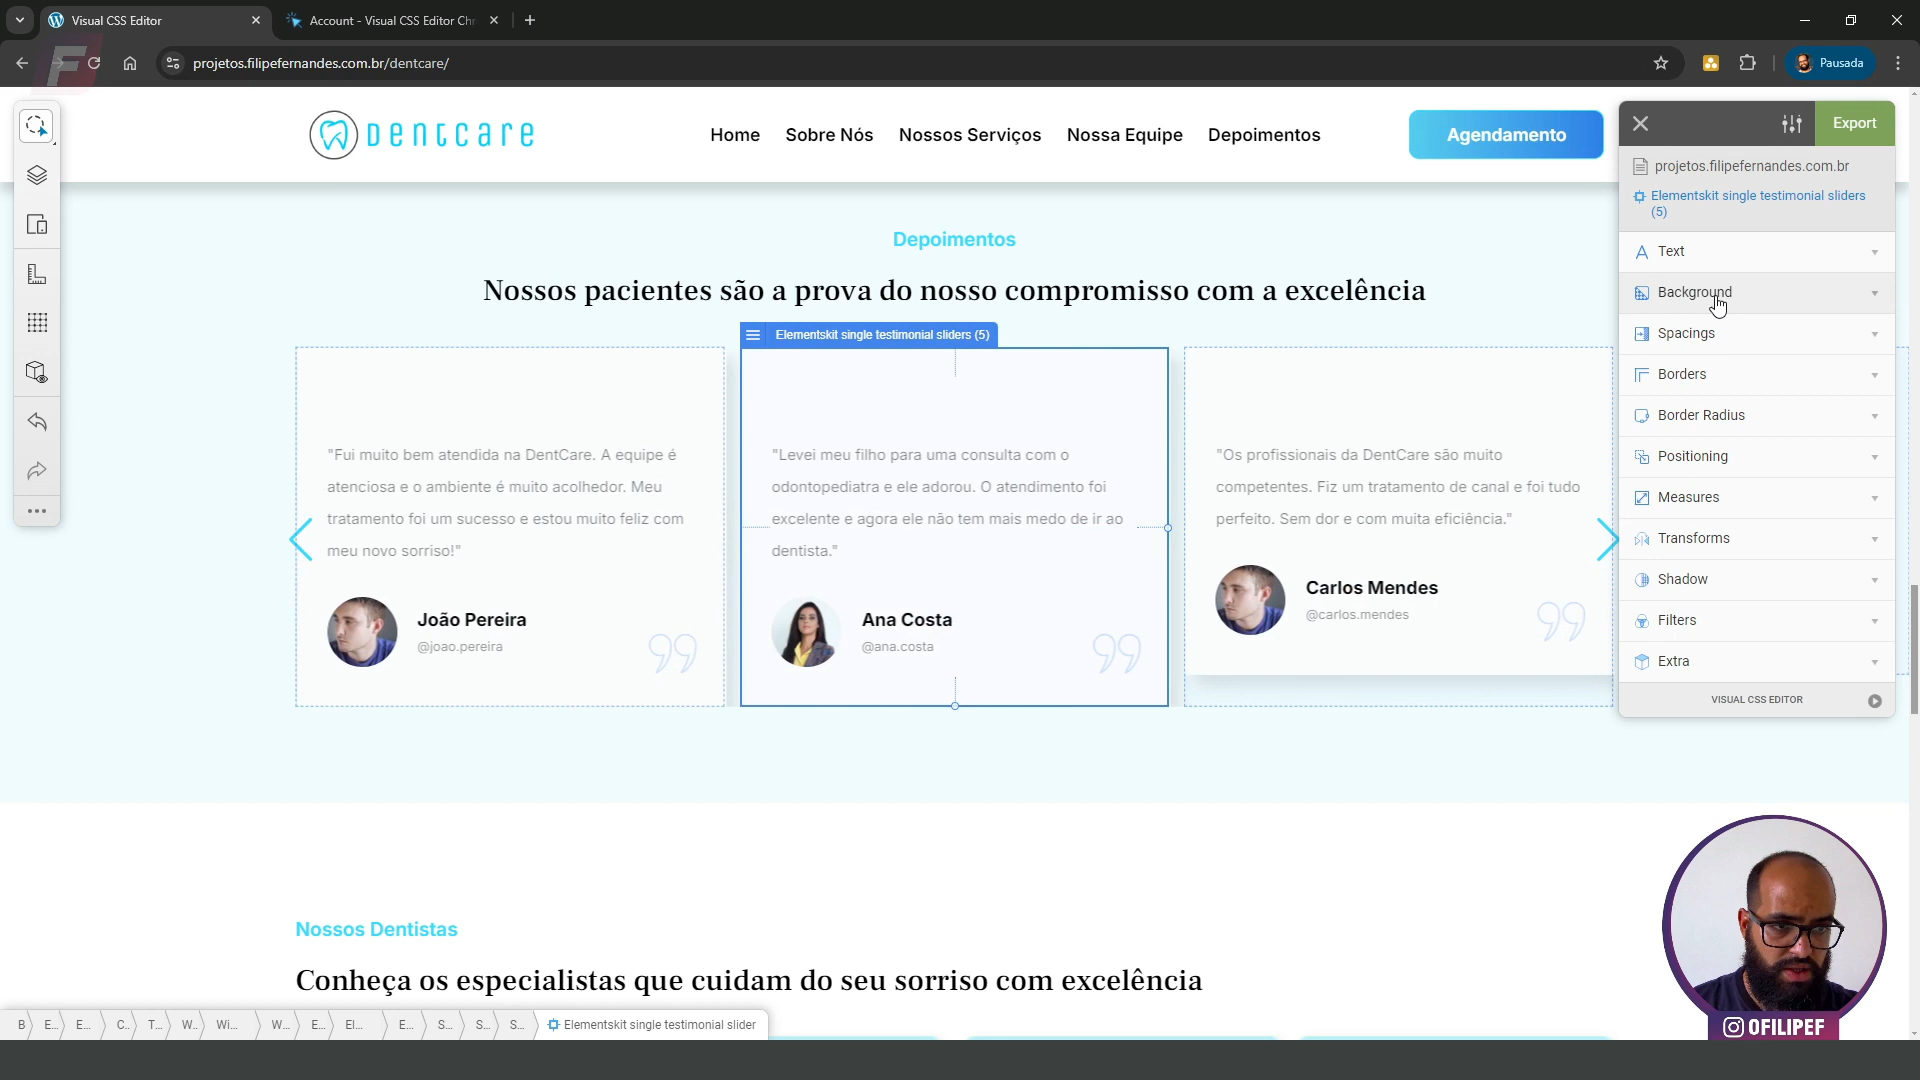 Visual CSS Editor
Account - Visual CSS Editor Chr
projetos.filipefernandes.com.br/dentcare/
Pausada
Dentcare
Home
Sobre Nós
Nossos Serviços
Nossa Equipe
Depoimentos
Agendamento
Export
projetos.filipefernandes.com.br
Elementskit single testimonial sliders
(5)
Text
Background
Spacings
Borders
Border Radius
Positioning
Measures
Transforms
Shadow
Filters
Extra
VISUAL CSS EDITOR
Depoimentos
Nossos pacientes são a prova do nosso compromisso com a excelência
Elementskit single testimonial sliders (5)
"Fui muito bem atendida na DentCare. A equipe é
atenciosa e o ambiente é muito acolhedor. Meu
tratamento foi um sucesso e estou muito feliz com
meu novo sorriso!"
João Pereira
@joao.pereira
"Levei meu filho para uma consulta com o
odontopediatra e ele adorou. O atendimento foi
excelente e agora ele não tem mais medo de ir ao
dentista."
Ana Costa
@ana.costa
"Os profissionais da DentCare são muito
competentes. Fiz um tratamento de canal e foi tudo
perfeito. Sem dor e com muita eficiência."
Carlos Mendes
@carlos.mendes
Nossos Dentistas
Conheça os especialistas que cuidam do seu sorriso com excelência
B
E...
E...
C..
T...
W..
Wi...
W...
E...
El...
E...
S...
S...
S...
Elementskit single testimonial slider
OFILIPEF
F